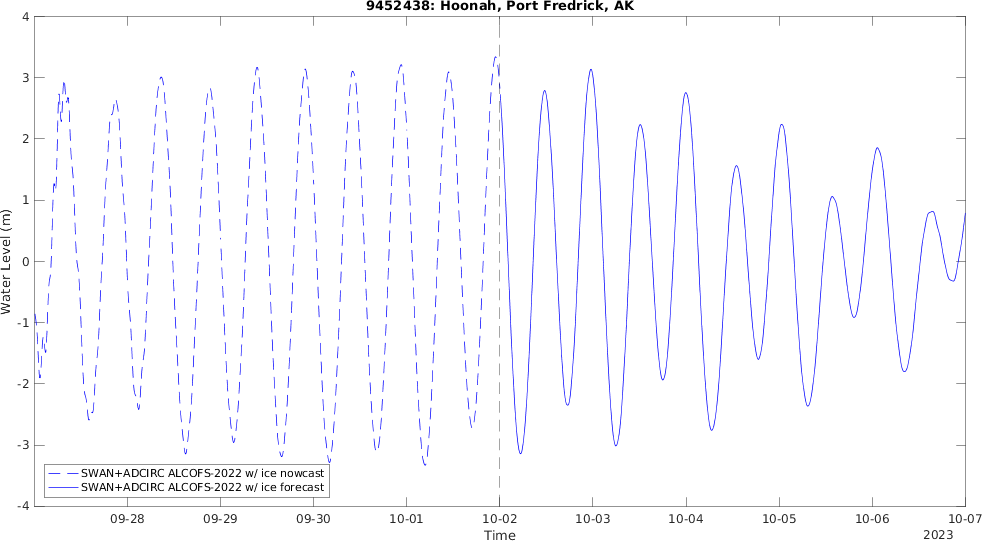 9452438: Hoonah, Port Fredrick, AK
4
3
2
1
0
-1
-2
-3
-4
Water Level (m)
SWAN+ADCIRC ALCOFS-2022 w/ ice nowcast
SWAN+ADCIRC ALCOFS-2022 w/ ice forecast
09-28 09-29 09-30 10-01 10-02 10-03 10-04 10-05 10-06 10-07
Time
2023